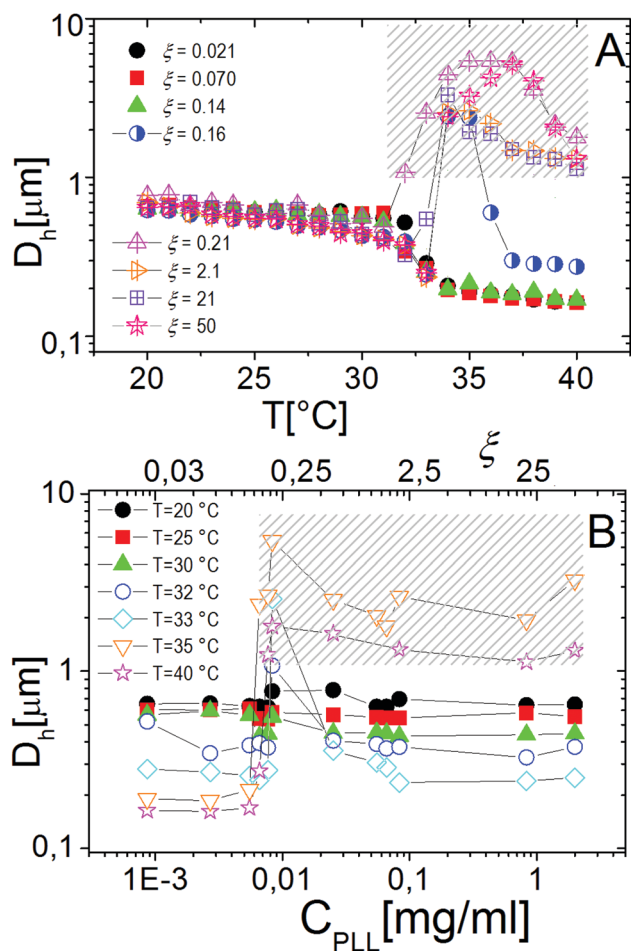 10
A
ξ = 0.021
ξ = 0.070
ξ = 0.14
ξ = 0.16
1
D_h[μm]
ξ = 0.21
ξ = 2.1
ξ = 21
ξ = 50
0,1
20 25 30 35 40
T[°C]
ξ
0,03 0,25 2,5 25
10
B
T=20 °C
T=25 °C
T=30 °C
T=32 °C
T=33 °C
T=35 °C
T=40 °C
1
D_h[μm]
0,1
1E-3 0,01 0,1 1
C_PLL[mg/ml]